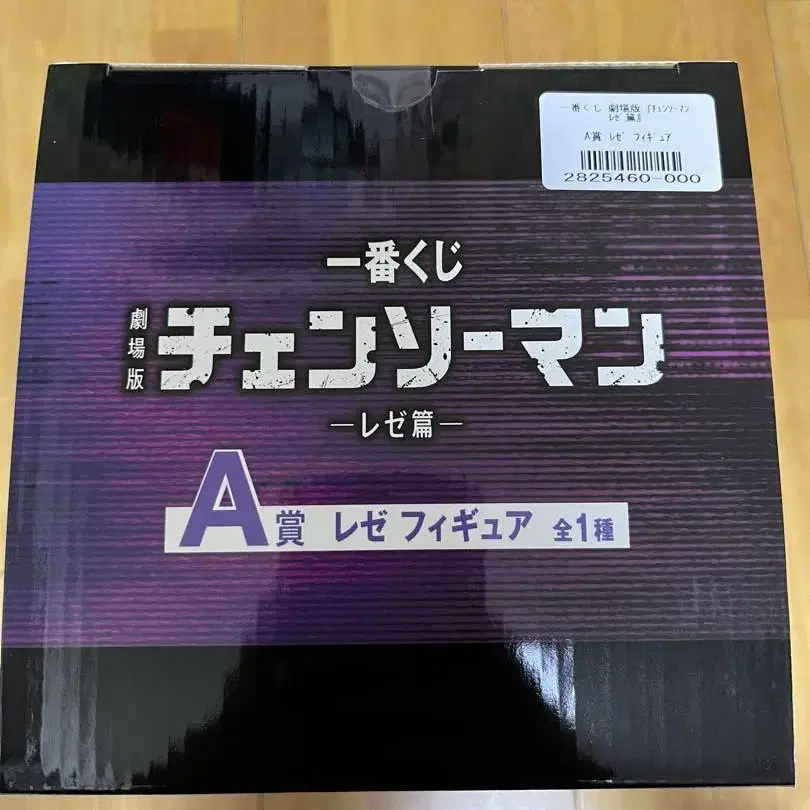 一番くじ 劇場版『ﾁｪﾝｿｰﾏﾝ
ﾚｾﾞ篇』
A賞 ﾚｾﾞ ﾌｨｷﾞｭｱ
2825460-000
一番くじ
劇場版 チェンソーマン
―レゼ篇―
A賞 レゼ フィギュア 全1種